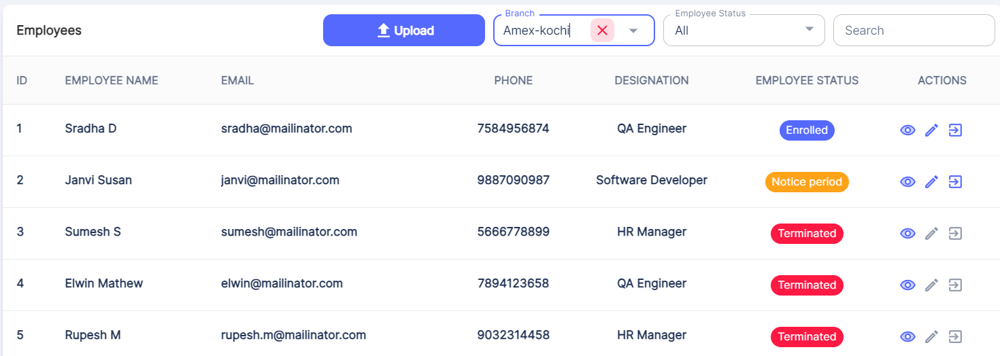 Employees Upload Branch Amex-kochi Employee Status All Search
ID EMPLOYEE NAME EMAIL PHONE DESIGNATION EMPLOYEE STATUS ACTIONS
1 Sradha D sradha@mailinator.com 7584956874 QA Engineer Enrolled
2 Janvi Susan janvi@mailinator.com 9887090987 Software Developer Notice period
3 Sumesh S sumesh@mailinator.com 5666778899 HR Manager Terminated
4 Elwin Mathew elwin@mailinator.com 7894123658 QA Engineer Terminated
5 Rupesh M rupesh.m@mailinator.com 9032314458 HR Manager Terminated